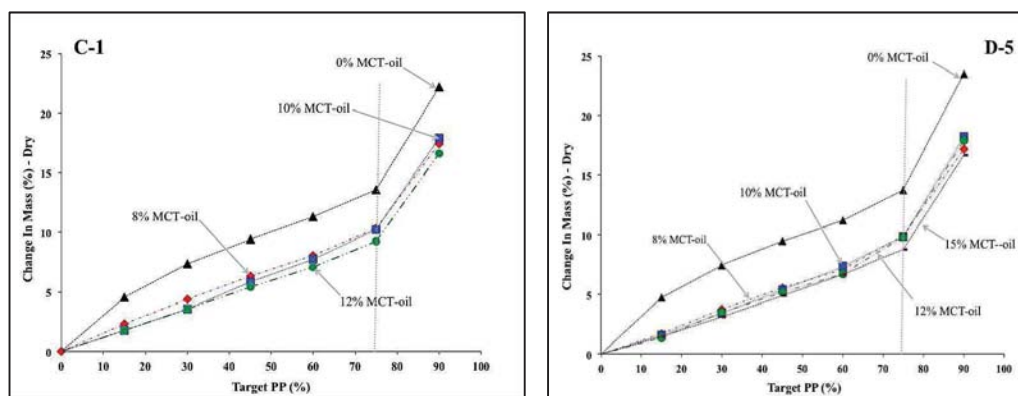 C-1
0% MCT-oil
10% MCT-oil
8% MCT-oil
12% MCT-oil
Change In Mass (%) - Dry
25
20
15
10
5
0
0 10 20 30 40 50 60 70 80 90 100
Target PP (%)
D-5
0% MCT-oil
10% MCT-oil
8% MCT-oil
15% MCT--oil
12% MCT-oil
Change In Mass (%) - Dry
25
20
15
10
5
0
0 10 20 30 40 50 60 70 80 90 100
Target PP (%)